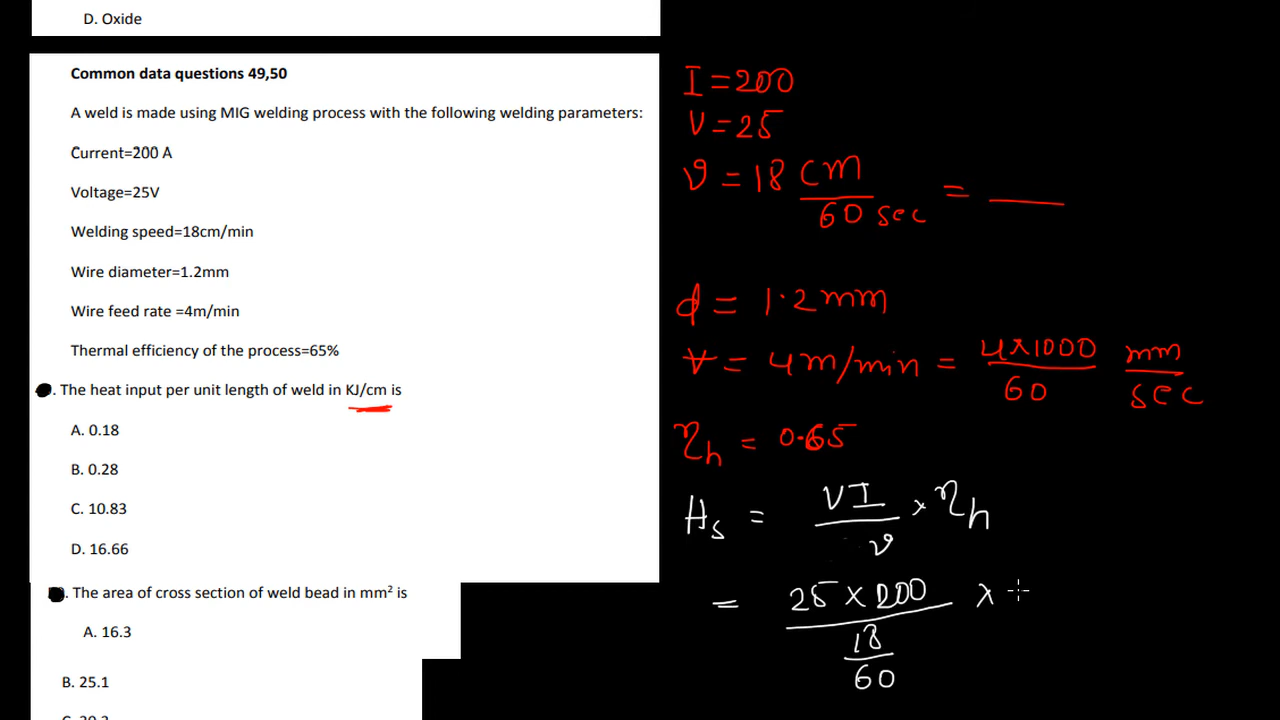 D. Oxide
Common data questions 49,50
A weld is made using MIG welding process with the following welding parameters:
Current=200 A
Voltage=25V
Welding speed=18cm/min
Wire diameter=1.2mm
Wire feed rate =4m/min
Thermal efficiency of the process=65%
. The heat input per unit length of weld in KJ/cm is
A. 0.18
B. 0.28
C. 10.83
D. 16.66
. The area of cross section of weld bead in mm² is
A. 16.3
B. 25.1
I = 200
V = 25
v = 18 cm/60 sec = ___
d = 1.2 mm
V = 4 m/min = 4×1000/60 mm/sec
ηh = 0.65
Hs = VI/v × ηh
= 25 × 200 / 18/60 ×